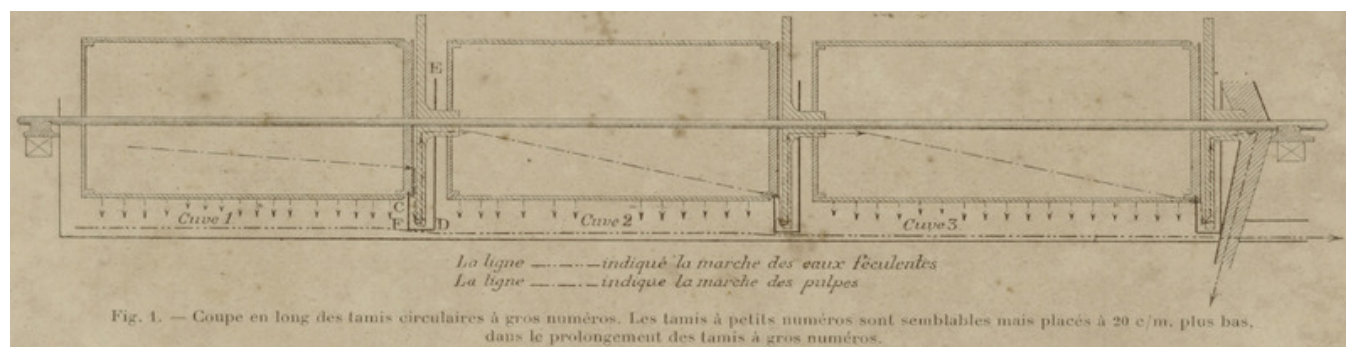 E
C
F D
Cuve 1
Cuve 2
Cuve 3
La ligne _.._.._ indiqué la marche des eaux féculentes
La ligne _._._ indique la marche des pulpes
Fig. 1. — Coupe en long des tamis circulaires à gros numéros. Les tamis à petits numéros sont semblables mais placés à 20 c/m. plus bas,
dans le prolongement des tamis à gros numéros.